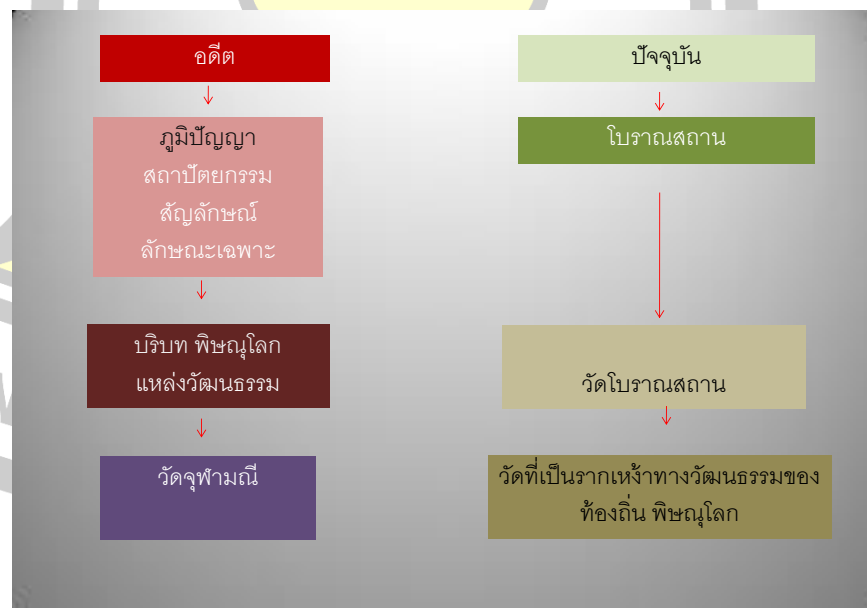 อดีต
ภูมิปัญญา
สถาปัตยกรรม
สัญลักษณ์
ลักษณะเฉพาะ
บริบท พิษณุโลก
แหล่งวัฒนธรรม
วัดจุฬามณี
ปัจจุบัน
โบราณสถาน
วัดโบราณสถาน
วัดที่เป็นรากเหง้าทางวัฒนธรรมของ
ท้องถิ่น พิษณุโลก